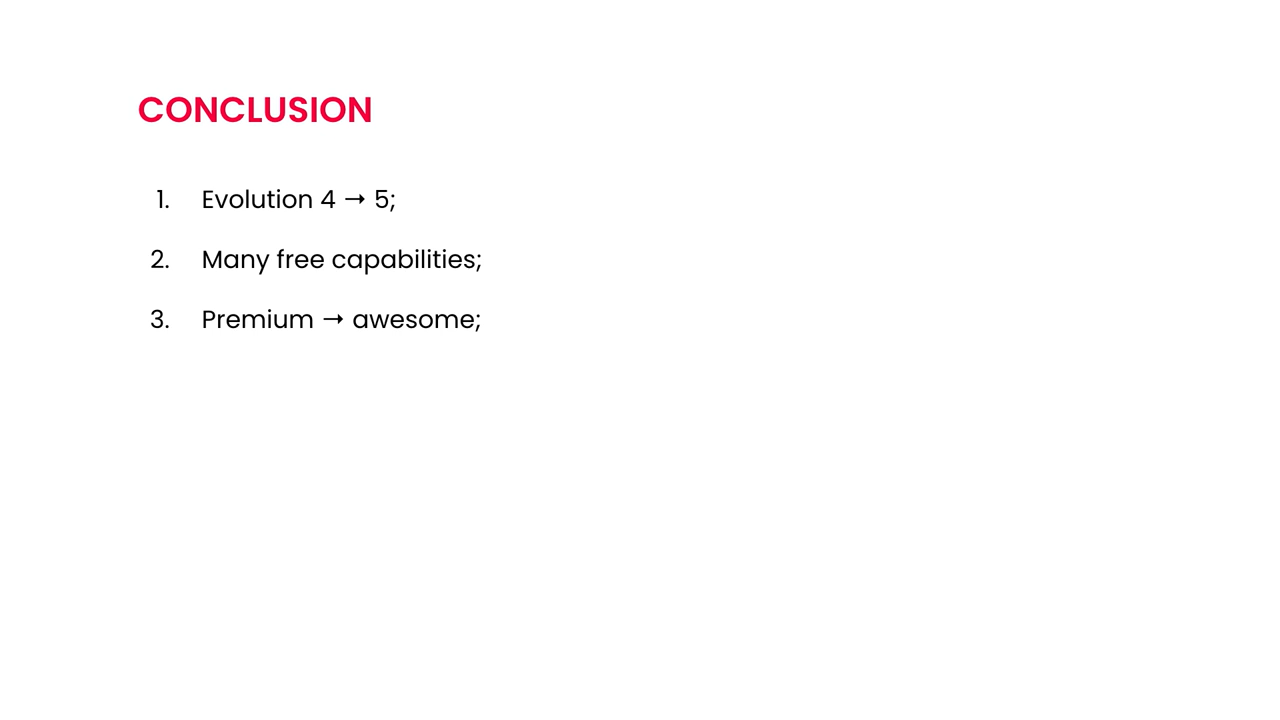 CONCLUSION
1. Evolution 4 → 5;
2. Many free capabilities;
3. Premium → awesome;